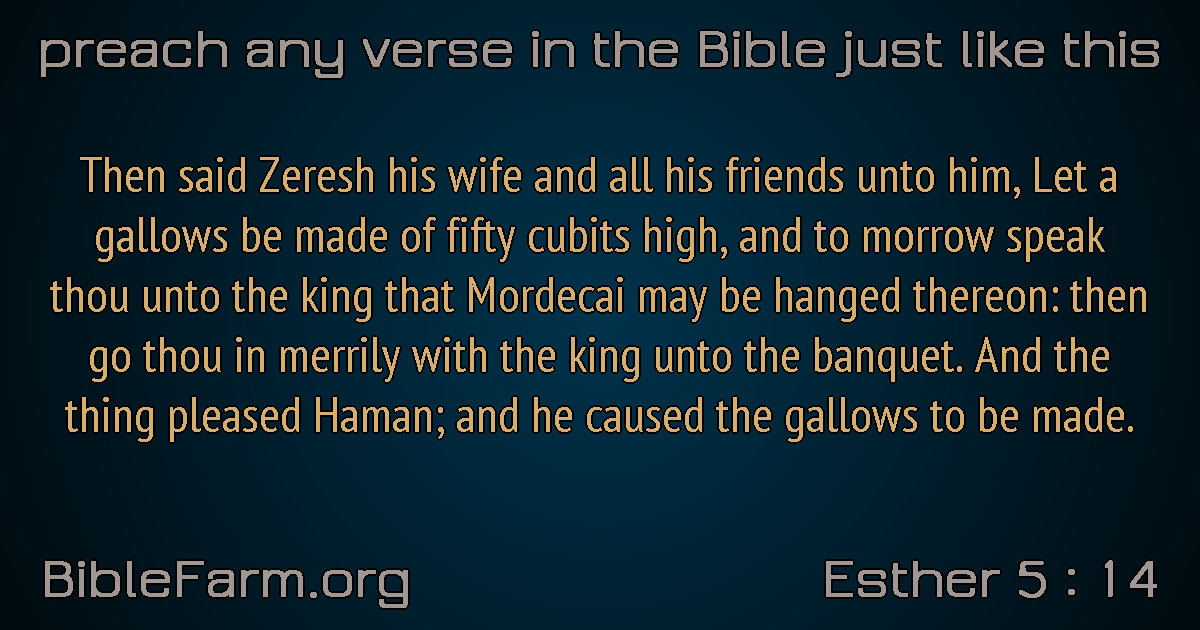 preach any verse in the Bible just like this
Then said Zeresh his wife and all his friends unto him, Let a
gallows be made of fifty cubits high, and to morrow speak
thou unto the king that Mordecai may be hanged thereon: then
go thou in merrily with the king unto the banquet. And the
thing pleased Haman; and he caused the gallows to be made.
BibleFarm.org
Esther 5 : 14